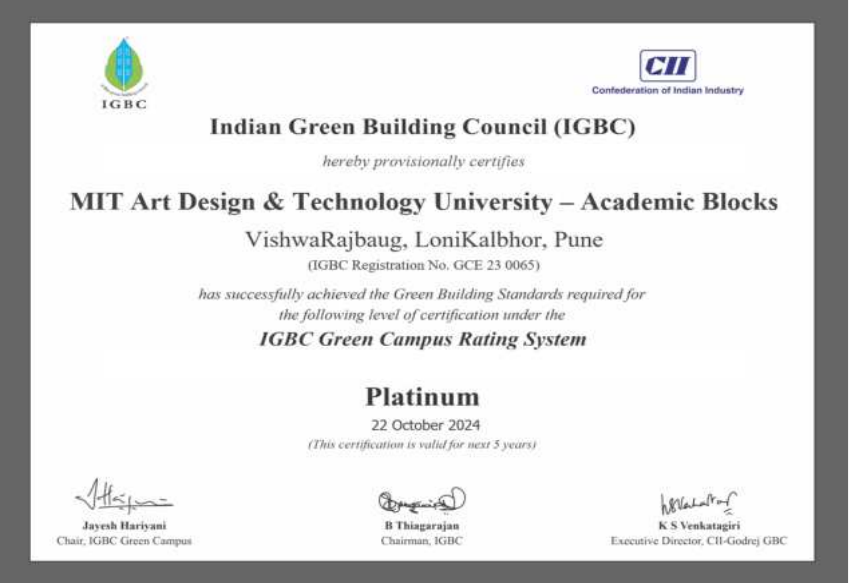 IGBC
CII
Confederation of Indian Industry
Indian Green Building Council (IGBC)
hereby provisionally certifies
MIT Art Design & Technology University – Academic Blocks
VishwaRajbaug, LoniKalbhor, Pune
(IGBC Registration No. GCE 23 0065)
has successfully achieved the Green Building Standards required for
the following level of certification under the
IGBC Green Campus Rating System
Platinum
22 October 2024
(This certification is valid for next 5 years)
Jayesh Hariyani
Chair, IGBC Green Campus
B Thiagarajan
Chairman, IGBC
K S Venkatagiri
Executive Director, CII-Godrej GBC